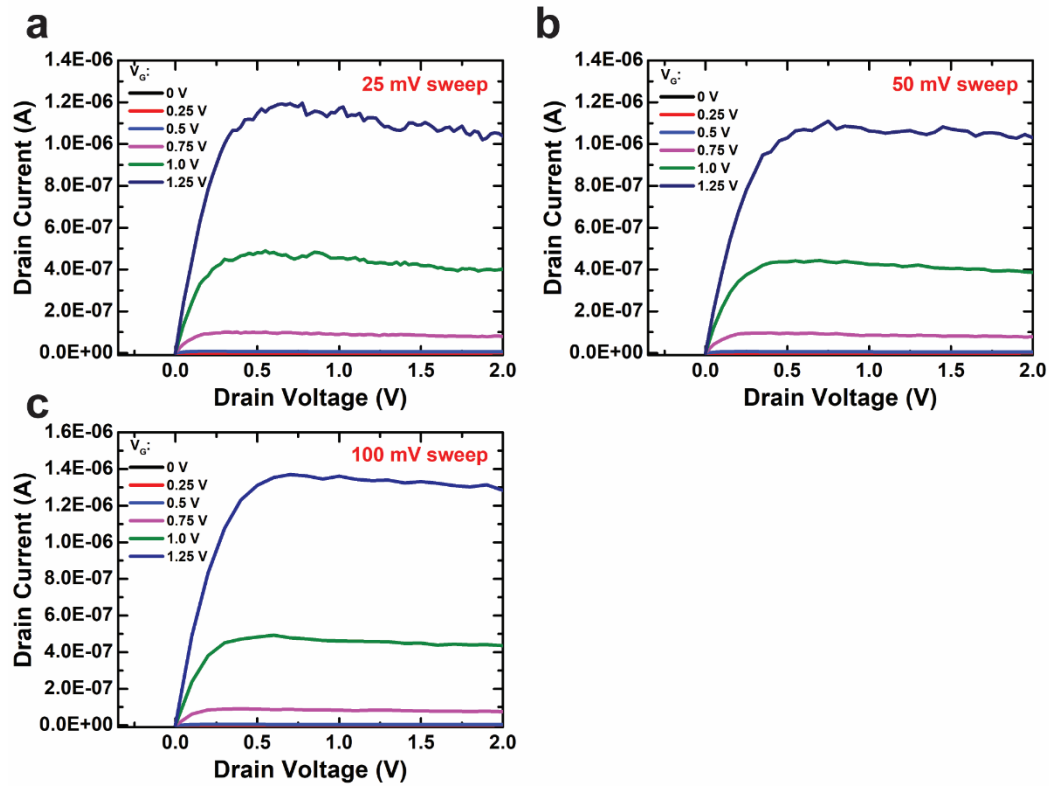 a
25 mV sweep
V_G:
0 V
0.25 V
0.5 V
0.75 V
1.0 V
1.25 V
Drain Current (A)
1.4E-06
1.2E-06
1.0E-06
8.0E-07
6.0E-07
4.0E-07
2.0E-07
0.0E+00
0.0 0.5 1.0 1.5 2.0
Drain Voltage (V)
b
50 mV sweep
V_G:
0 V
0.25 V
0.5 V
0.75 V
1.0 V
1.25 V
Drain Current (A)
1.4E-06
1.2E-06
1.0E-06
8.0E-07
6.0E-07
4.0E-07
2.0E-07
0.0E+00
0.0 0.5 1.0 1.5 2.0
Drain Voltage (V)
c
100 mV sweep
V_G:
0 V
0.25 V
0.5 V
0.75 V
1.0 V
1.25 V
Drain Current (A)
1.6E-06
1.4E-06
1.2E-06
1.0E-06
8.0E-07
6.0E-07
4.0E-07
2.0E-07
0.0E+00
0.0 0.5 1.0 1.5 2.0
Drain Voltage (V)